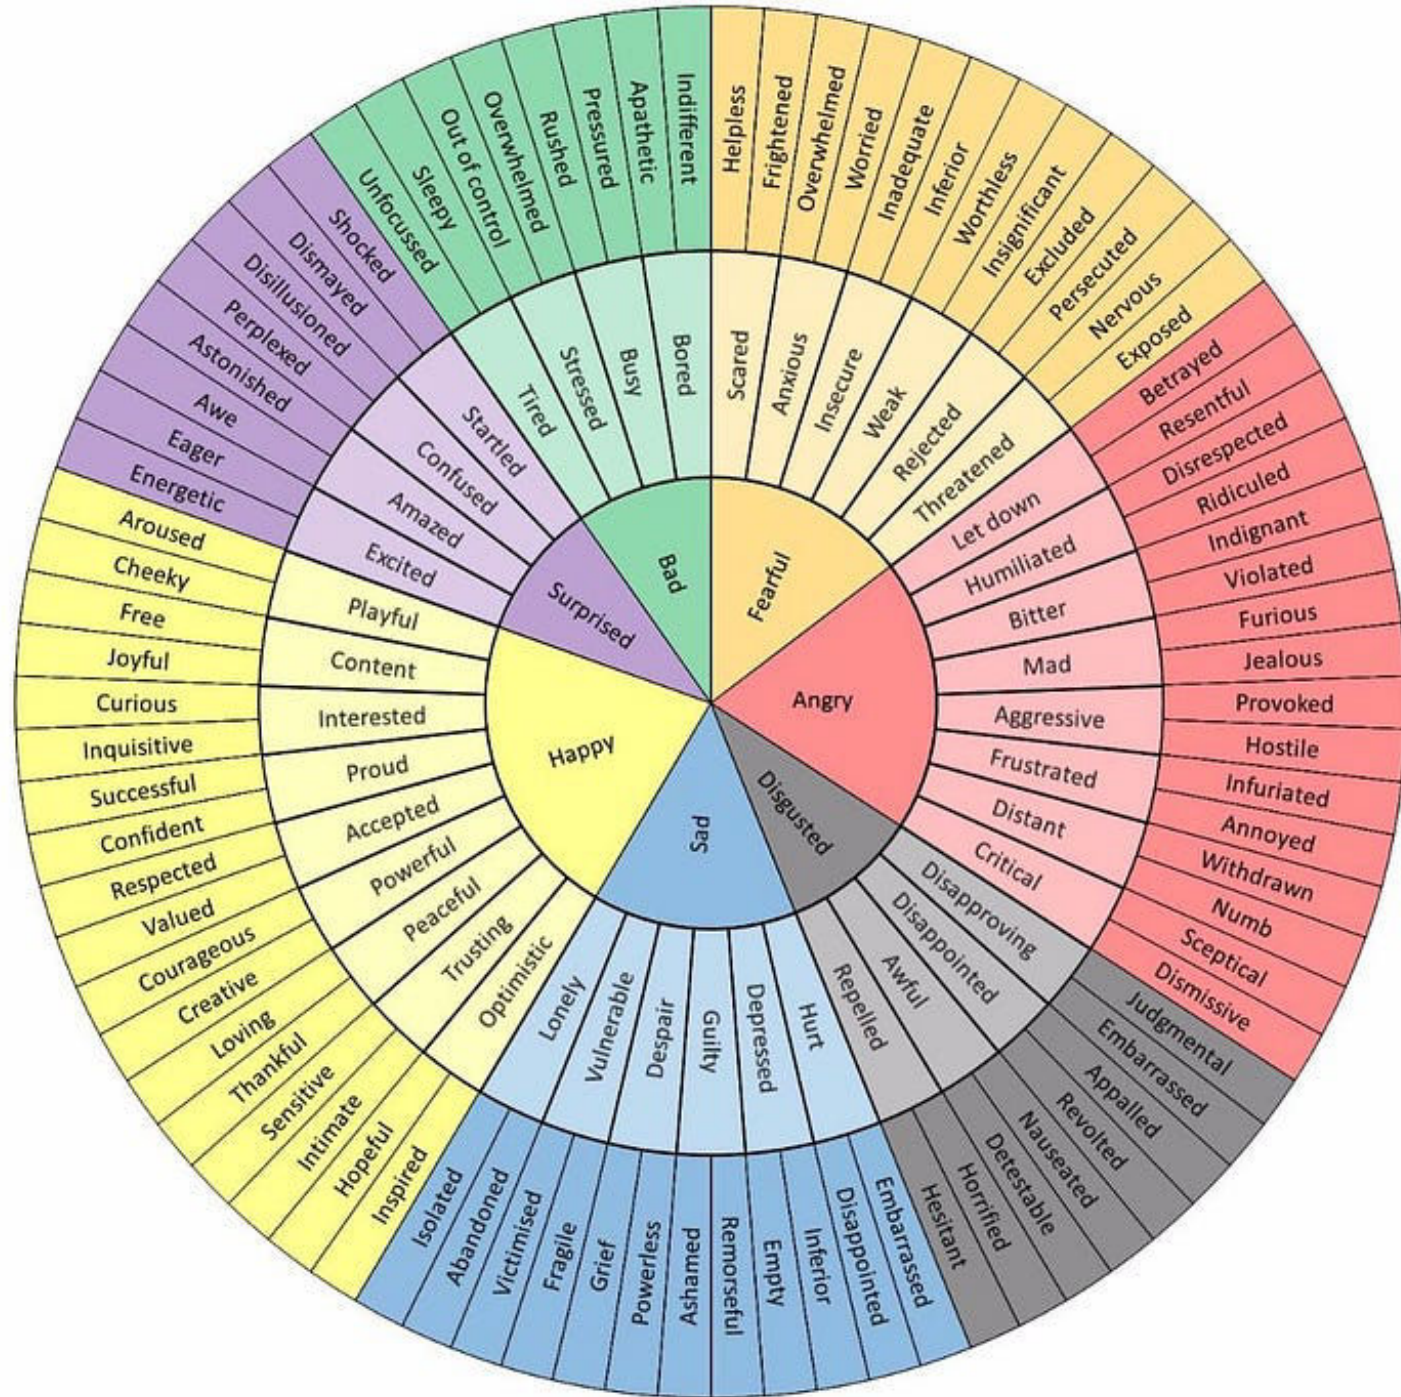 Fearful
Angry
Disgusted
Sad
Happy
Surprised
Bad
Scared
Anxious
Insecure
Weak
Rejected
Threatened
Let down
Humiliated
Bitter
Mad
Aggressive
Frustrated
Distant
Critical
Disapproving
Disappointed
Awful
Repelled
Hurt
Depressed
Guilty
Despair
Vulnerable
Lonely
Optimistic
Trusting
Peaceful
Powerful
Accepted
Proud
Interested
Content
Playful
Excited
Amazed
Confused
Startled
Tired
Stressed
Busy
Bored
Helpless
Frightened
Overwhelmed
Worried
Inadequate
Inferior
Worthless
Insignificant
Excluded
Persecuted
Nervous
Exposed
Betrayed
Resentful
Disrespected
Ridiculed
Indignant
Violated
Furious
Jealous
Provoked
Hostile
Infuriated
Annoyed
Withdrawn
Numb
Sceptical
Dismissive
Judgmental
Embarrassed
Appalled
Revolted
Nauseated
Detestable
Horrified
Hesitant
Embarrassed
Disappointed
Inferior
Empty
Remorseful
Ashamed
Powerless
Grief
Fragile
Victimised
Abandoned
Isolated
Inspired
Hopeful
Intimate
Sensitive
Thankful
Loving
Creative
Courageous
Valued
Respected
Confident
Successful
Inquisitive
Curious
Joyful
Free
Cheeky
Aroused
Energetic
Eager
Awe
Astonished
Perplexed
Disillusioned
Dismayed
Shocked
Unfocussed
Sleepy
Out of control
Overwhelmed
Rushed
Pressured
Apathetic
Indifferent